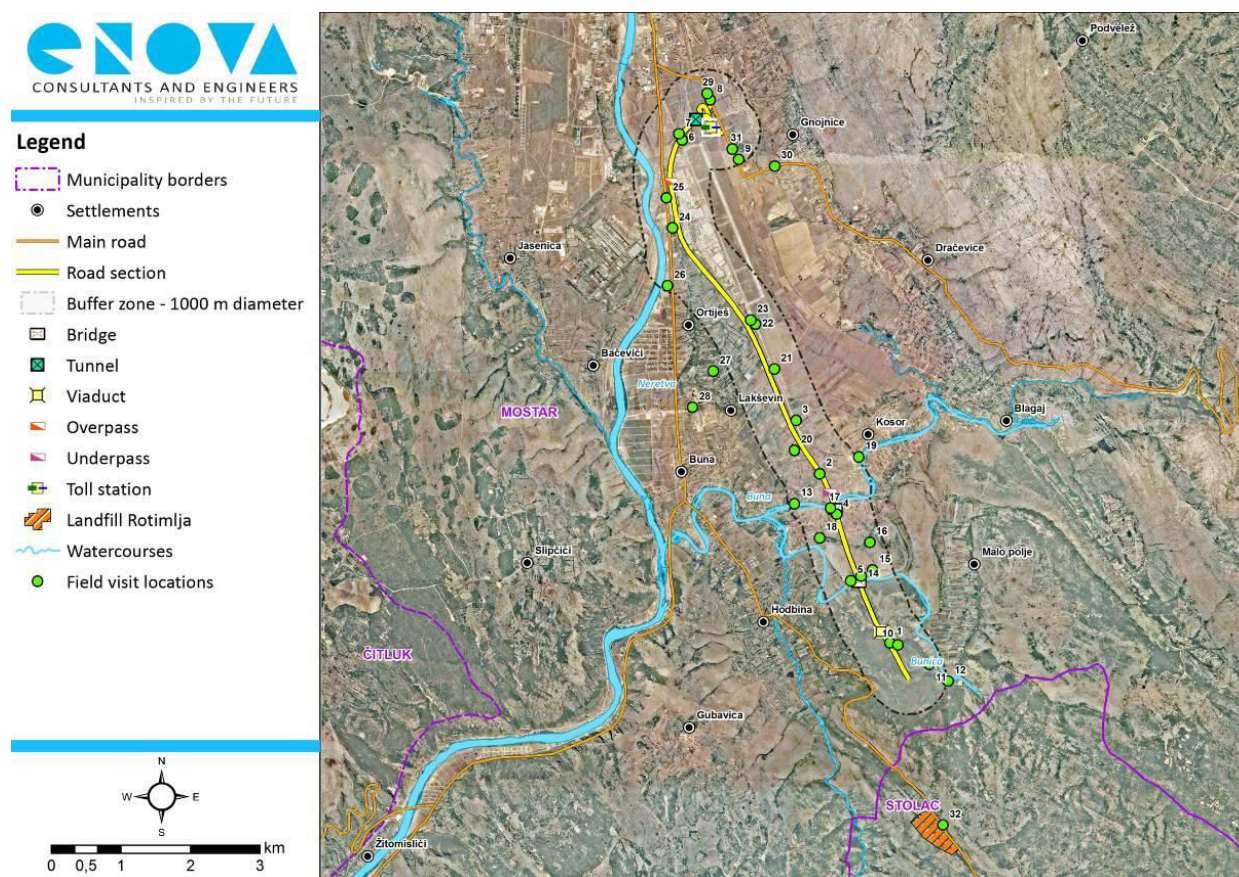 eNOVA
CONSULTANTS AND ENGINEERS
INSPIRED BY THE FUTURE
Legend
Municipality borders
Settlements
Main road
Road section
Buffer zone - 1000 m diameter
Bridge
Tunnel
Viaduct
Overpass
Underpass
Toll station
Landfill Rotimlja
Watercourses
Field visit locations
N
W E
S
0 0,5 1 2 3 km
Podvelež
29
8
Gnojnice
7
6
31
9
30
25
24
Jasenica
Dračevice
26
23
22
Ortiješ
Bačevići
27
21
Neretva
28
Lakševin
3
MOSTAR
Blagaj
Kosor
20
19
Buna
2
Buna
13
17
4
18
16
Slipčići
15
Malo polje
5
14
Hodbina
10
1
ČITLUK
Bunica
12
11
Gubavica
STOLAC
32
Žitomislići